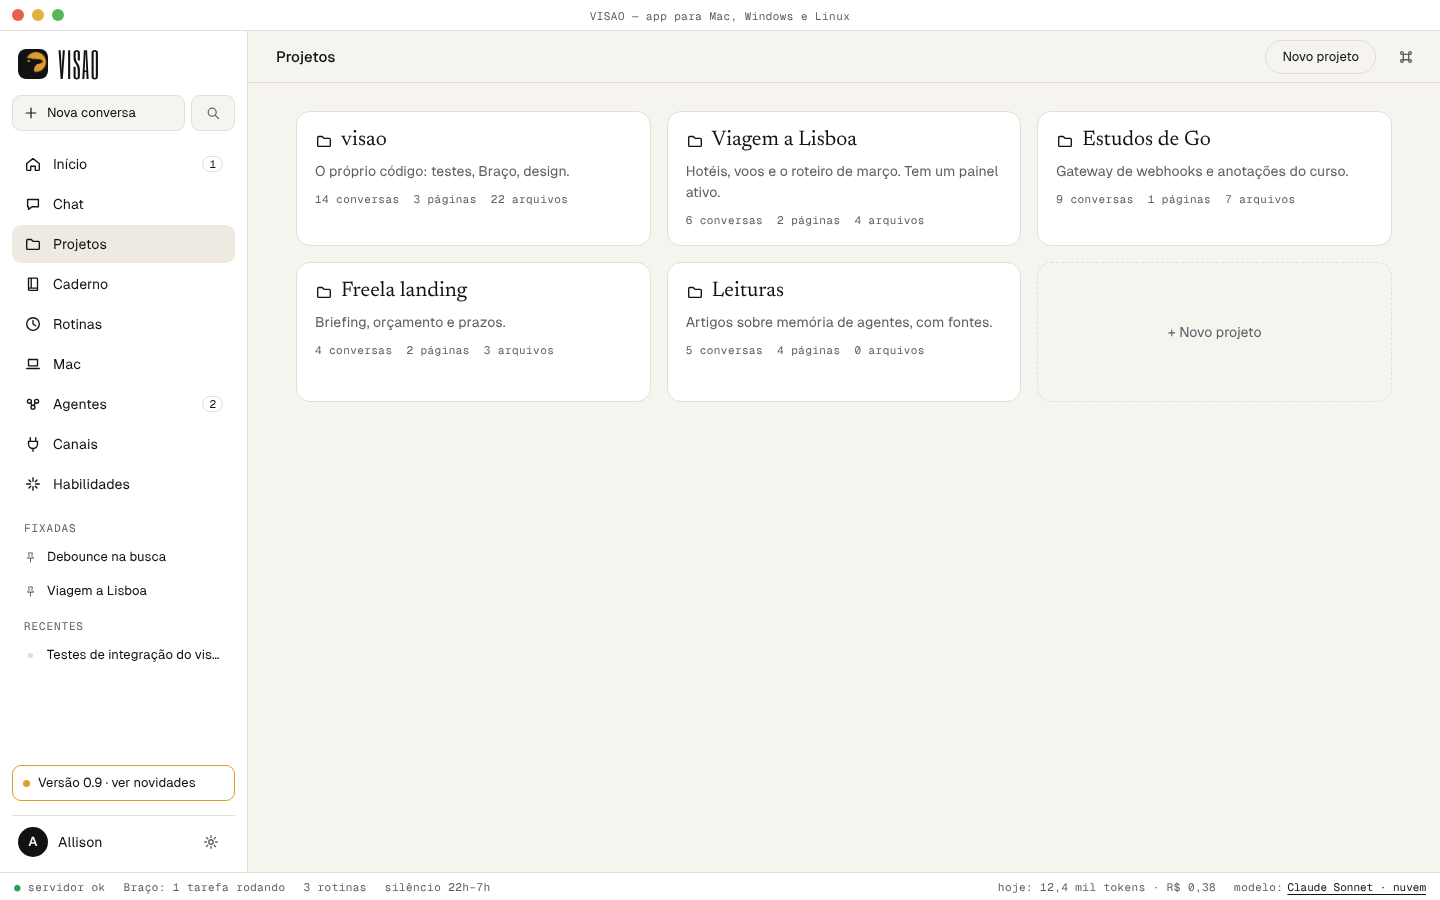 VISAO — app para Mac, Windows e Linux
VISAO
Nova conversa
Início 1
Chat
Projetos
Caderno
Rotinas
Mac
Agentes 2
Canais
Habilidades
FIXADAS
Debounce na busca
Viagem a Lisboa
RECENTES
Testes de integração do vis…
Versão 0.9 · ver novidades
A Allison
Projetos
Novo projeto
visao
O próprio código: testes, Braço, design.
14 conversas 3 páginas 22 arquivos
Viagem a Lisboa
Hotéis, voos e o roteiro de março. Tem um painel
ativo.
6 conversas 2 páginas 4 arquivos
Estudos de Go
Gateway de webhooks e anotações do curso.
9 conversas 1 páginas 7 arquivos
Freela landing
Briefing, orçamento e prazos.
4 conversas 2 páginas 3 arquivos
Leituras
Artigos sobre memória de agentes, com fontes.
5 conversas 4 páginas 0 arquivos
+ Novo projeto
servidor ok Braço: 1 tarefa rodando 3 rotinas silêncio 22h–7h
hoje: 12,4 mil tokens · R$ 0,38 modelo: Claude Sonnet · nuvem